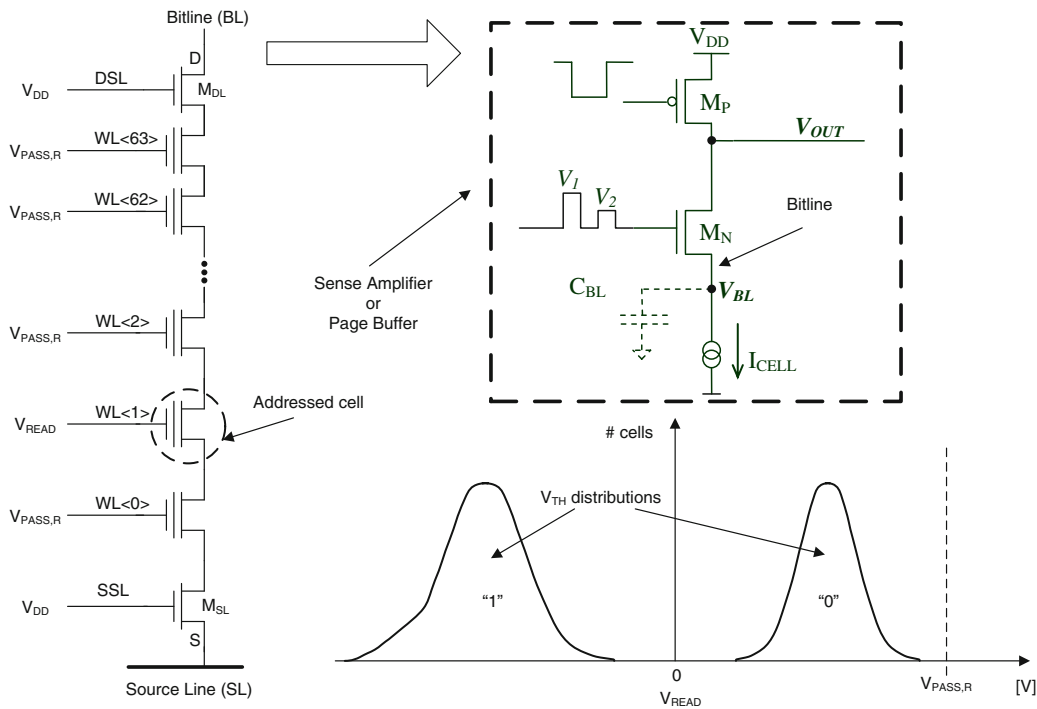 Bitline (BL)
D
DSL
V_DD
M_DL
WL<63>
V_PASS,R
WL<62>
V_PASS,R
WL<2>
V_PASS,R
WL<1>
V_READ
Addressed cell
WL<0>
V_PASS,R
SSL
V_DD
M_SL
S
Source Line (SL)
V_DD
M_P
V_OUT
V_1
V_2
M_N
Bitline
Sense Amplifier
or
Page Buffer
C_BL
V_BL
I_CELL
# cells
V_TH distributions
“1”
“0”
0
V_READ
V_PASS,R
[V]